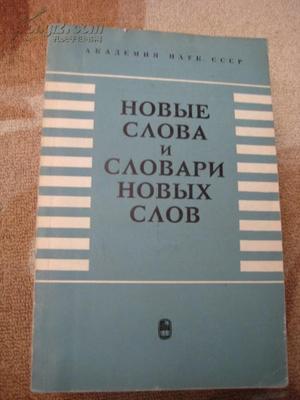 АКАДЕМИЯ НАУК СССР
НОВЫЕ
СЛОВА
И
СЛОВАРИ
НОВЫХ
СЛОВ